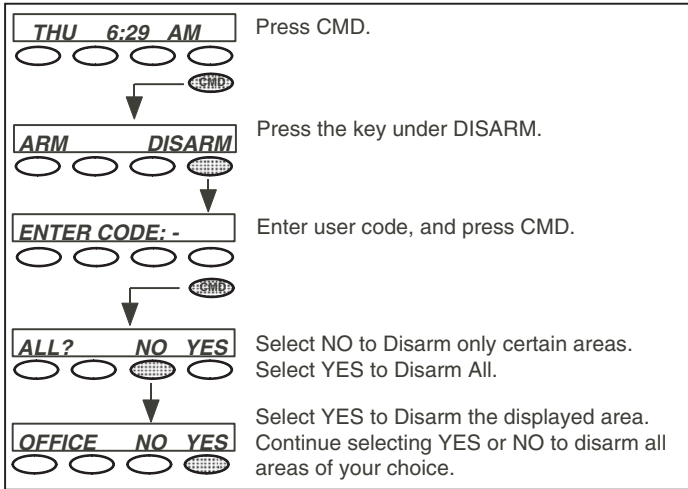 THU 6:29 AM
Press CMD.
CMD
ARM DISARM
Press the key under DISARM.
ENTER CODE: -
Enter user code, and press CMD.
CMD
ALL? NO YES
Select NO to Disarm only certain areas.
Select YES to Disarm All.
OFFICE NO YES
Select YES to Disarm the displayed area.
Continue selecting YES or NO to disarm all
areas of your choice.